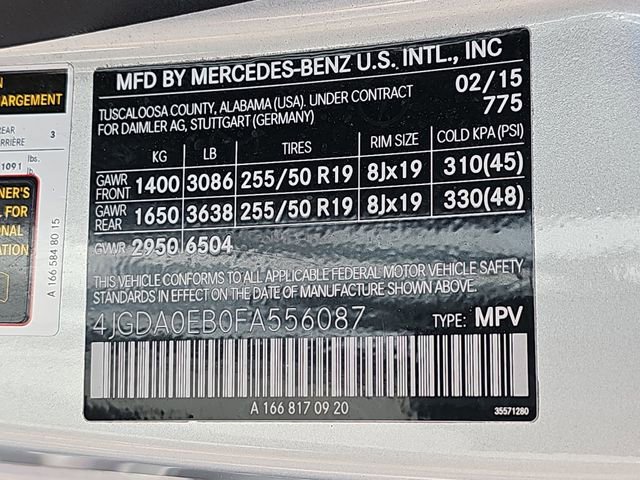 MFD BY MERCEDES-BENZ U.S. INTL., INC
TUSCALOOSA COUNTY, ALABAMA (USA). UNDER CONTRACT 02/15
FOR DAIMLER AG, STUTTGART (GERMANY) 775
KG LB TIRES RIM SIZE COLD KPA (PSI)
GAWR FRONT 1400 3086 255/50 R19 8Jx19 310(45)
GAWR REAR 1650 3638 255/50 R19 8Jx19 330(48)
GVWR 2950 6504
THIS VEHICLE CONFORMS TO ALL APPLICABLE FEDERAL MOTOR VEHICLE SAFETY
STANDARDS IN EFFECT ON THE DATE OF MANUFACTURE SHOWN ABOVE.
4JGDA0EB0FA556087 TYPE: MPV
A 166 817 09 20 35571280
ARGEMENT
REAR 3
ARRIÈRE
1091 lbs.
lb.
NER'S
FOR
ONAL
ATION
A 166 584 80 15